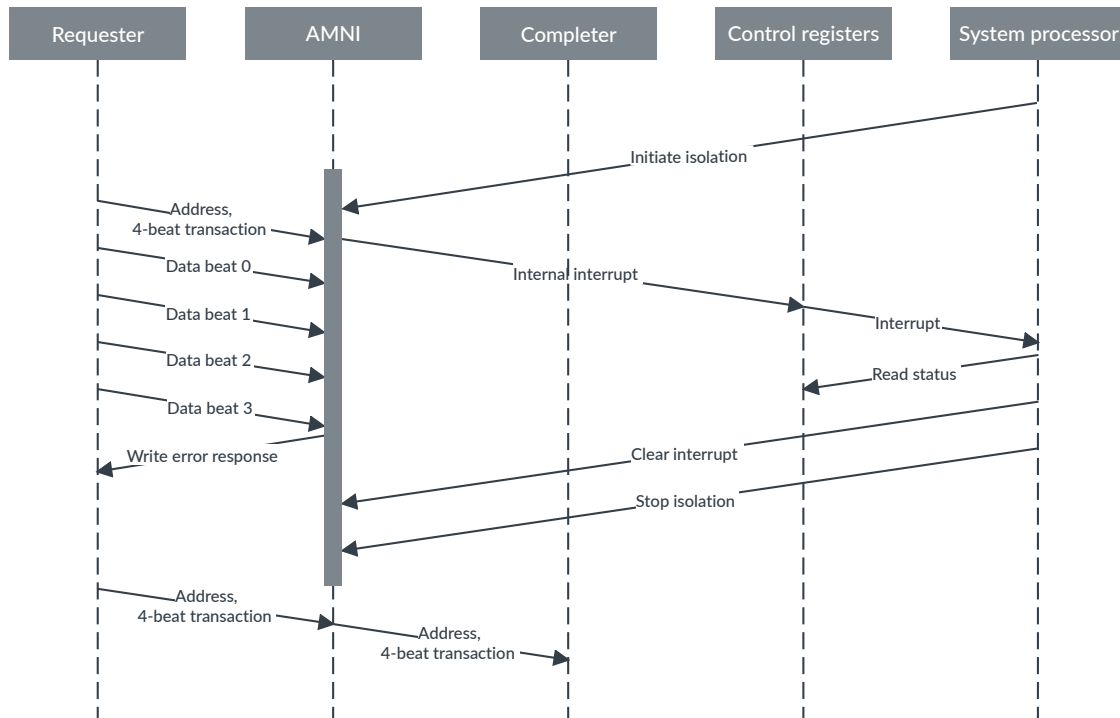 Requester
AMNI
Completer
Control registers
System processor
Initiate isolation
Address,
4-beat transaction
Data beat 0
Internal interrupt
Data beat 1
Interrupt
Data beat 2
Read status
Data beat 3
Write error response
Clear interrupt
Stop isolation
Address,
4-beat transaction
Address,
4-beat transaction